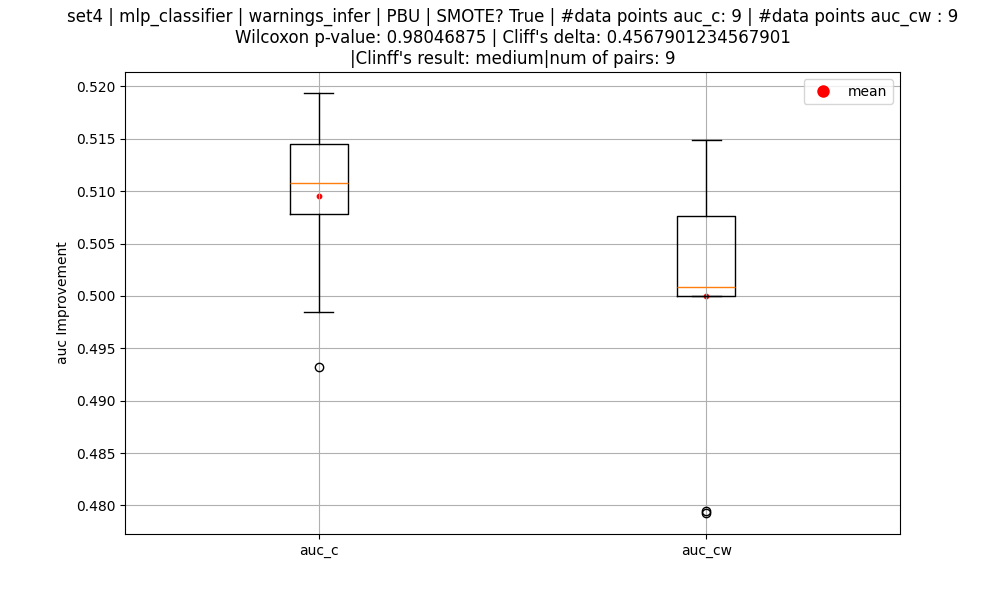 set4 | mlp_classifier | warnings_infer | PBU | SMOTE? True | #data points auc_c: 9 | #data points auc_cw : 9
Wilcoxon p-value: 0.98046875 | Cliff's delta: 0.4567901234567901
|Clinff's result: medium|num of pairs: 9
mean
0.520
0.515
0.510
0.505
0.500
0.495
0.490
0.485
0.480
auc Improvement
auc_c
auc_cw